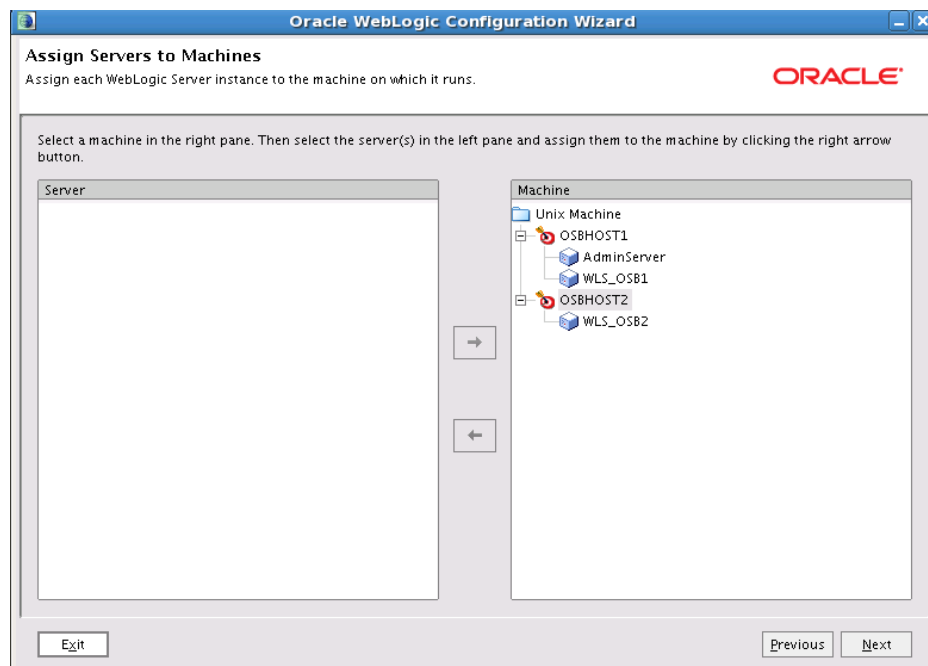 Oracle WebLogic Configuration Wizard
Assign Servers to Machines
Assign each WebLogic Server instance to the machine on which it runs.
ORACLE
Select a machine in the right pane. Then select the server(s) in the left pane and assign them to the machine by clicking the right arrow
button.
Server
Machine
Unix Machine
OSBHOST1
AdminServer
WLS_OSB1
OSBHOST2
WLS_OSB2
Exit
Previous
Next